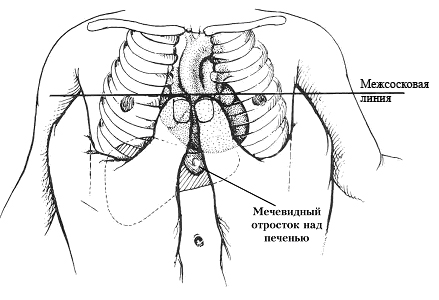 Межсосковая
линия
Мечевидный
отросток над
печенью